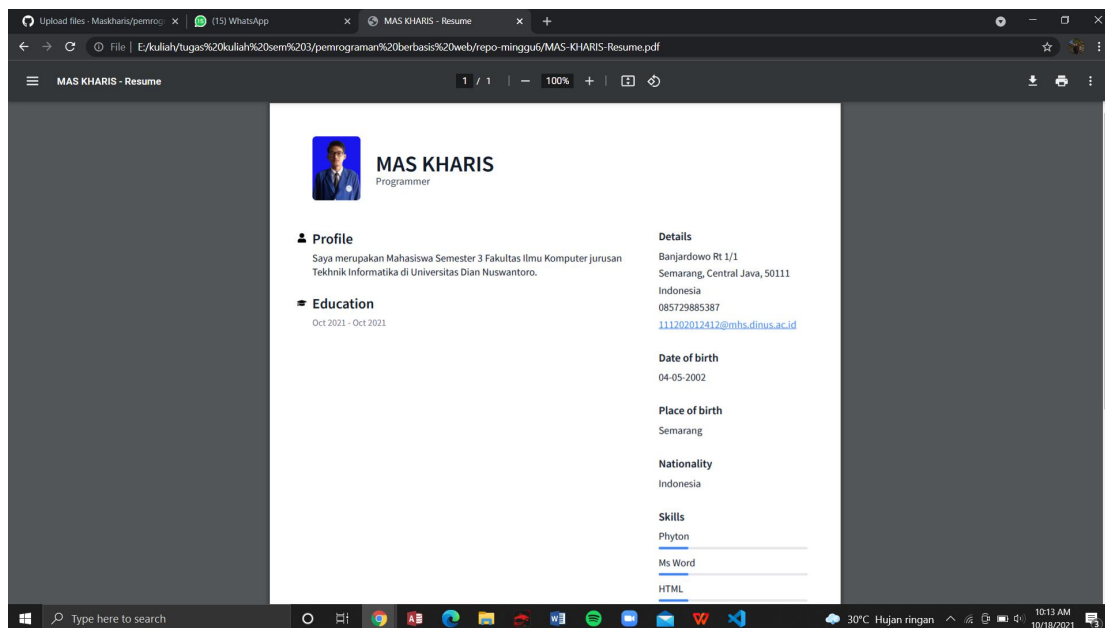 Upload files · Maskharis/pemrog
(15) WhatsApp
MAS KHARIS - Resume
File | E:/kuliah/tugas%20kuliah%20sem%203/pemrograman%20berbasis%20web/repo-minggu6/MAS-KHARIS-Resume.pdf
MAS KHARIS - Resume
1 / 1 | − 100% + |
MAS KHARIS
Programmer
Profile
Saya merupakan Mahasiswa Semester 3 Fakultas Ilmu Komputer jurusan
Tekhnik Informatika di Universitas Dian Nuswantoro.
Education
Oct 2021 - Oct 2021
Details
Banjardowo Rt 1/1
Semarang, Central Java, 50111
Indonesia
085729885387
111202012412@mhs.dinus.ac.id
Date of birth
04-05-2002
Place of birth
Semarang
Nationality
Indonesia
Skills
Phyton
Ms Word
HTML
Type here to search
30°C Hujan ringan
10:13 AM
10/18/2021
3